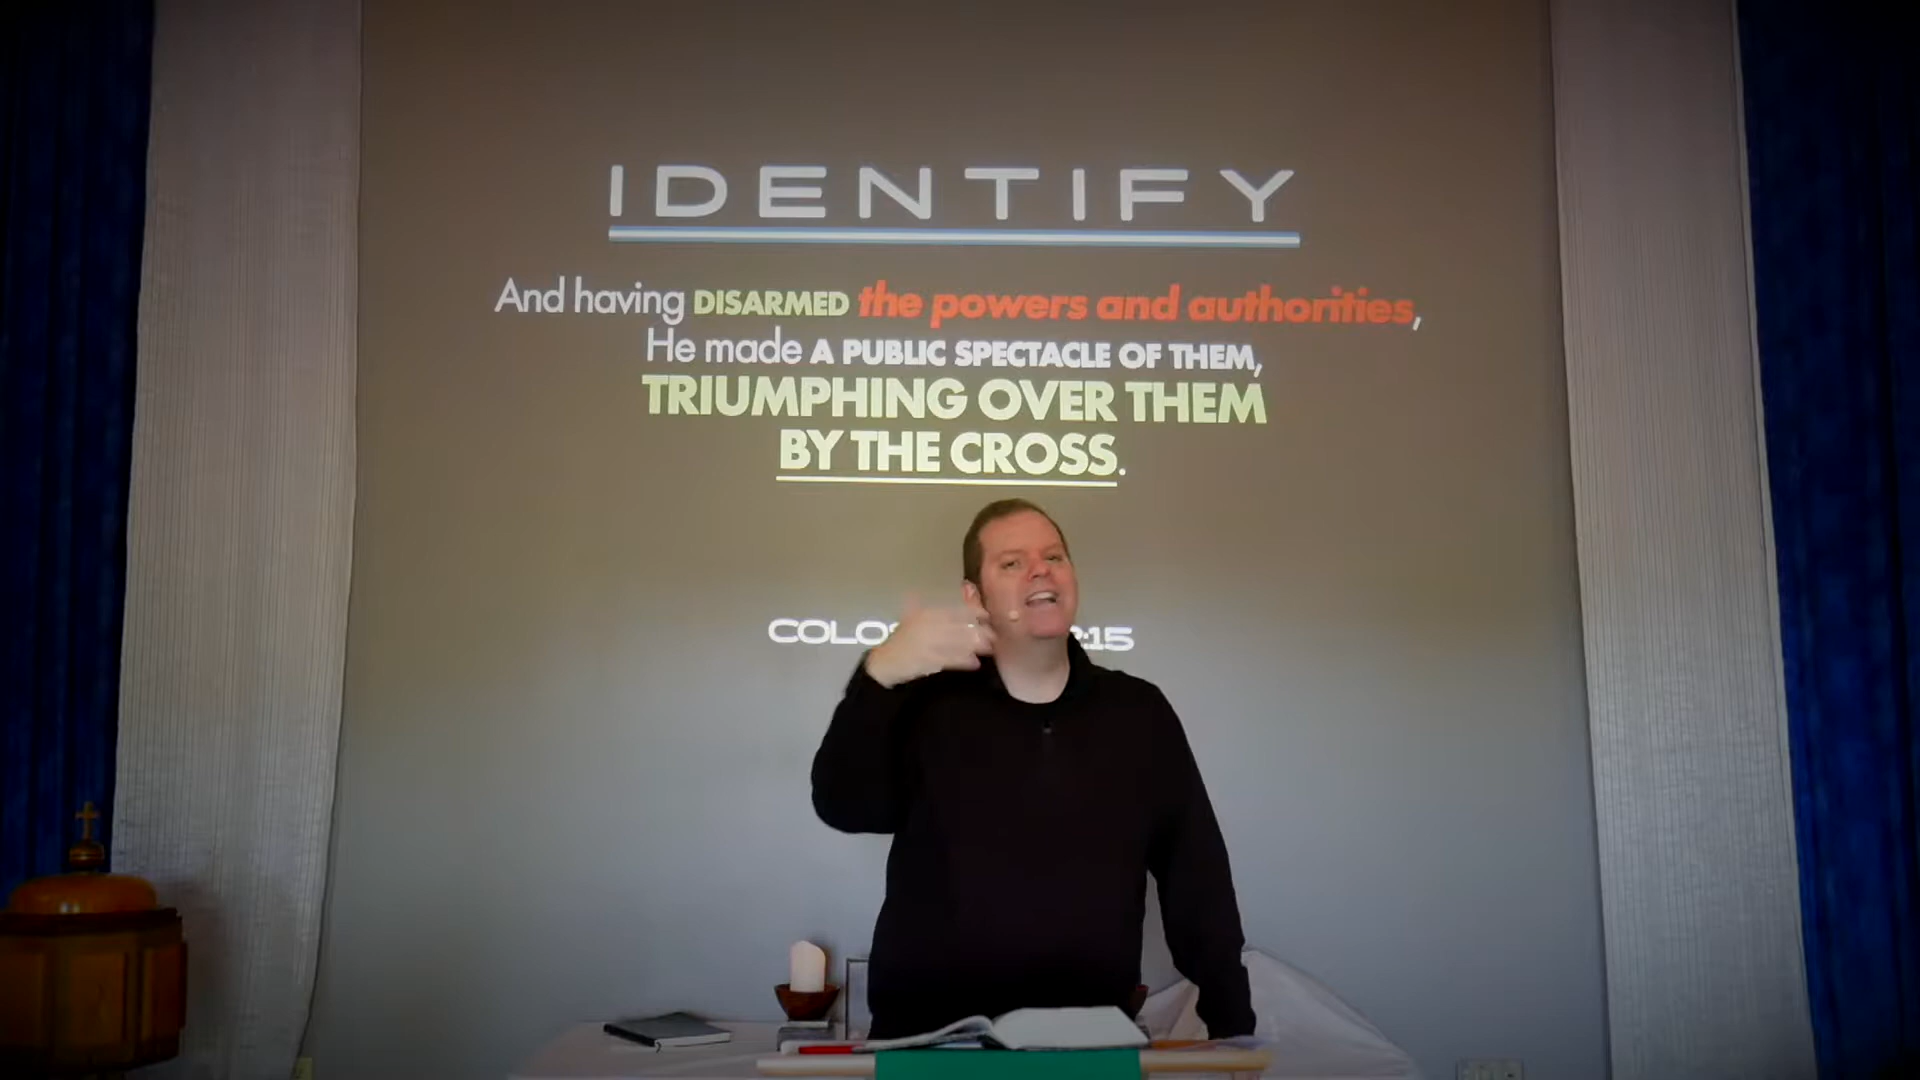 IDENTIFY
And having DISARMED the powers and authorities,
He made A PUBLIC SPECTACLE OF THEM,
TRIUMPHING OVER THEM
BY THE CROSS.
:15